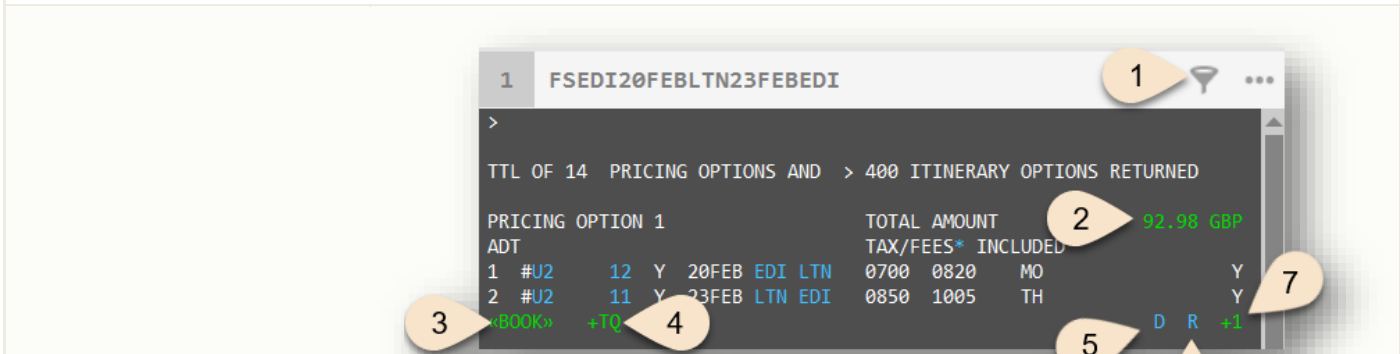 1 FSEDI20FEBLTN23FEBEDI 1 •••
>
TTL OF 14 PRICING OPTIONS AND > 400 ITINERARY OPTIONS RETURNED
PRICING OPTION 1 TOTAL AMOUNT 2 92.98 GBP
ADT TAX/FEES* INCLUDED
1 #U2 12 Y 20FEB EDI LTN 0700 0820 MO Y 7
2 #U2 11 Y 23FEB LTN EDI 0850 1005 TH Y
3 «BOOK» +TQ 4 D R +1
5